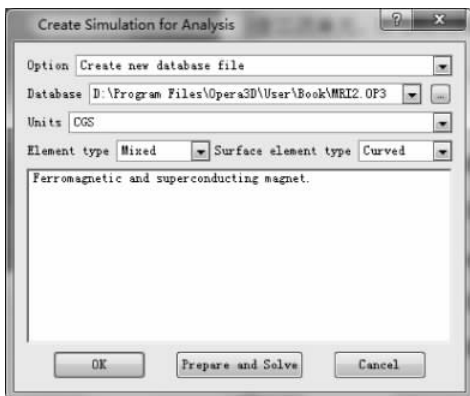 Create Simulation for Analysis
Option Create new database file
Database D:\Program Files\Opera3D\User\Book\MRI2.OP3 ...
Units CGS
Element type Mixed Surface element type Curved
Ferromagnetic and superconducting magnet.
OK Prepare and Solve Cancel